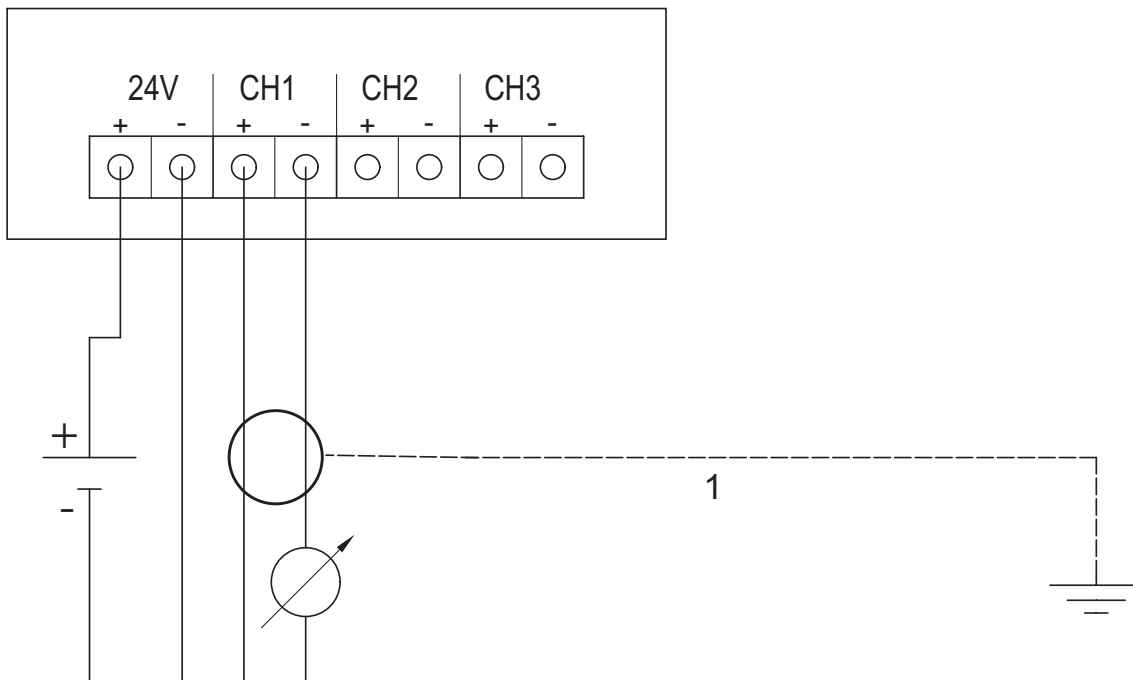 24V CH1 CH2 CH3
+ - + - + - + -
+
-
1